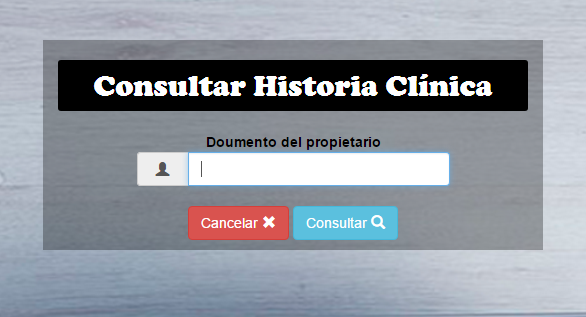 Consultar Historia Clínica
Doumento del propietario
Cancelar
Consultar